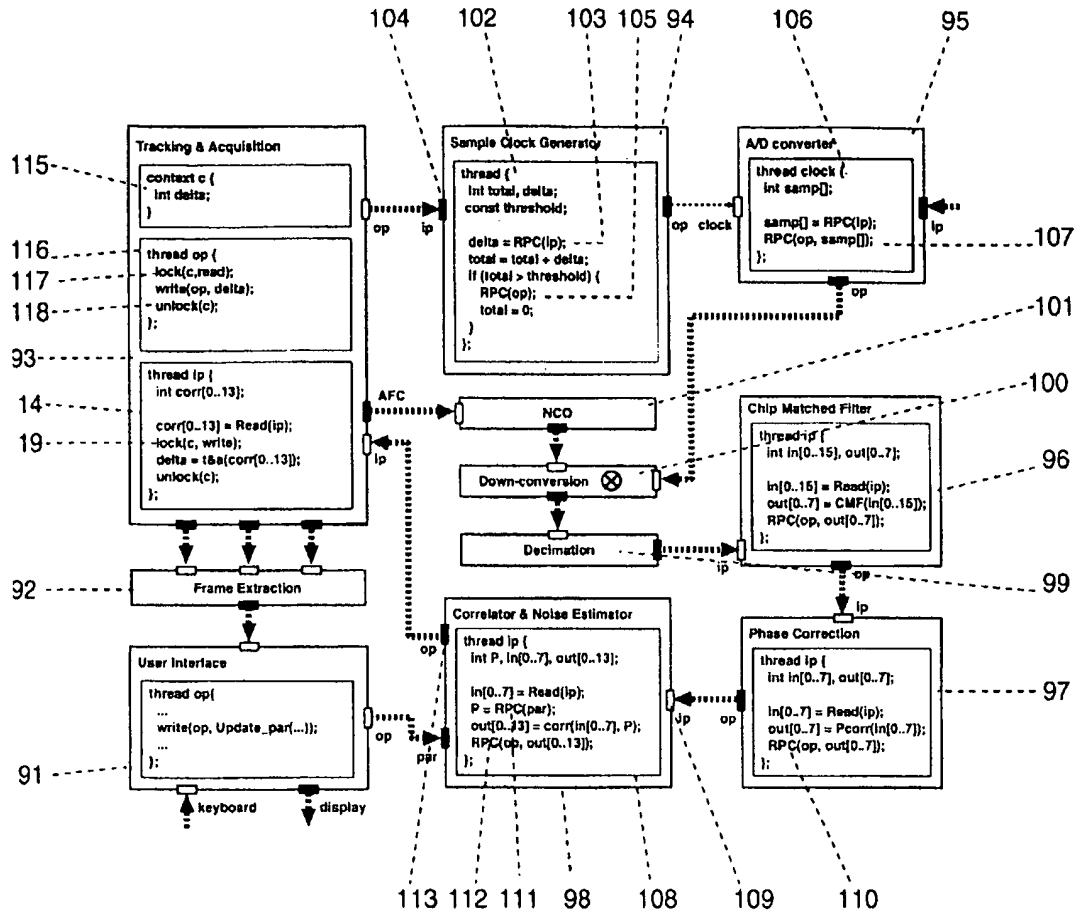 104 102 103 105 94 106 95
115
116
117
118
93
14
19
92
91
Tracking & Acquisition
context c {
int delta;
}
thread op {
lock(c,read);
write(op, delta);
unlock(c);
};
thread ip {
int corr[0..13];
corr[0..13] = Read(ip);
lock(c, write);
delta = t&a(corr[0..13]);
unlock(c);
};
op ip
AFC
ip
Sample Clock Generator
thread {
int total, delta;
const threshold;
delta = RPC(ip);
total = total + delta;
if (total > threshold) {
RPC(op);
total = 0;
}
};
op clock
A/D converter
thread clock {
int samp[];
samp[] = RPC(ip);
RPC(op, samp[]);
};
ip
op
107
101
100
NCO
Down-conversion
Decimation
ip
Chip Matched Filter
thread ip {
int in[0..15], out[0..7];
in[0..15] = Read(ip);
out[0..7] = CMF(in[0..15]);
RPC(op, out[0..7]);
};
op
ip
96
99
Frame Extraction
User Interface
thread op{
...
write(op, Update_par(...));
...
};
op
par
keyboard display
Correlator & Noise Estimator
thread ip {
int P, in[0..7], out[0..13];
in[0..7] = Read(ip);
P = RPC(par);
out[0..13] = corr(in[0..7], P);
RPC(op, out[0..13]);
};
op
ip op
Phase Correction
thread ip {
int in[0..7], out[0..7];
in[0..7] = Read(ip);
out[0..7] = Pcorr(in[0..7]);
RPC(op, out[0..7]);
};
97
113 112 111 98 108 109 110